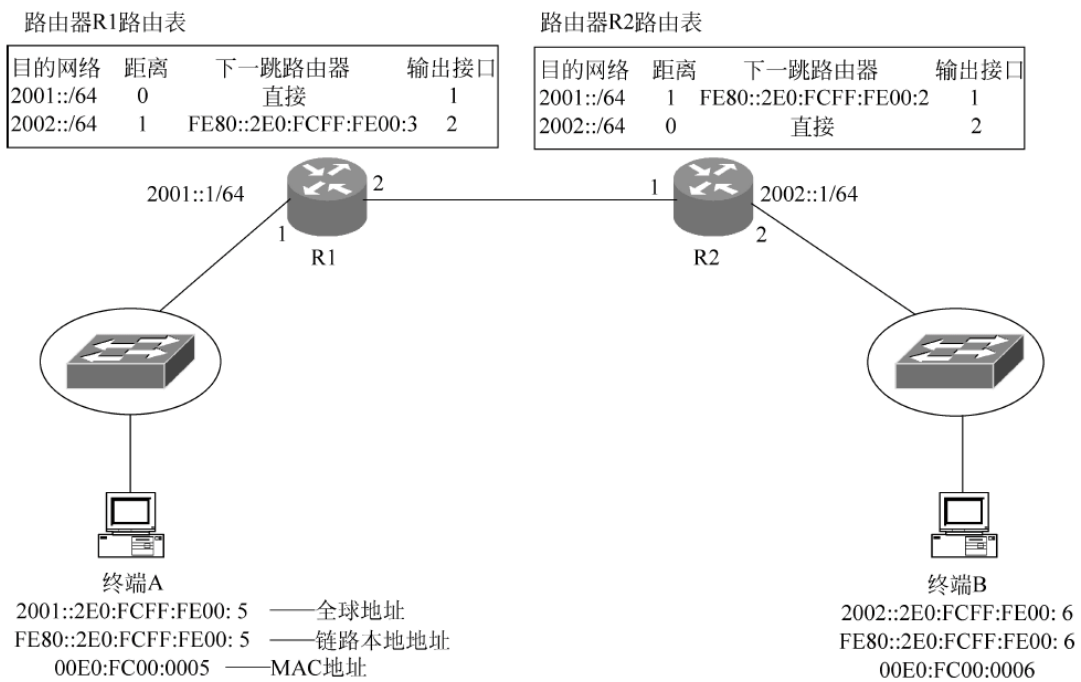 路由器R1路由表
目的网络 距离 下一跳路由器 输出接口
2001::/64 0 直接 1
2002::/64 1 FE80::2E0:FCFF:FE00:3 2
路由器R2路由表
目的网络 距离 下一跳路由器 输出接口
2001::/64 1 FE80::2E0:FCFF:FE00:2 1
2002::/64 0 直接 2
2001::1/64
2
1
R1
1
2002::1/64
2
R2
终端A
2001::2E0:FCFF:FE00: 5 ——全球地址
FE80::2E0:FCFF:FE00: 5 ——链路本地地址
00E0:FC00:0005 ——MAC地址
终端B
2002::2E0:FCFF:FE00: 6
FE80::2E0:FCFF:FE00: 6
00E0:FC00:0006